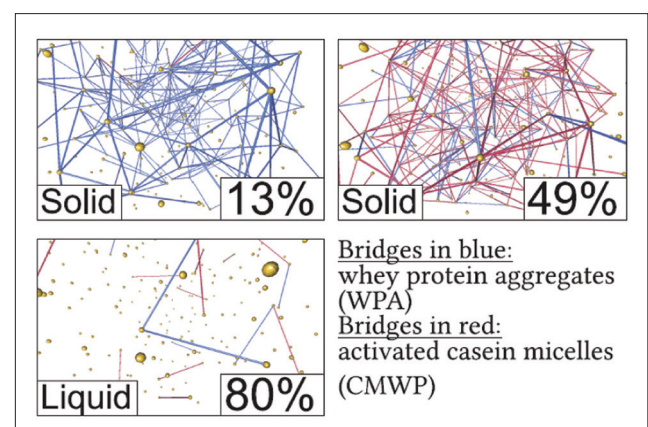 Solid
13%
Solid
49%
Liquid
80%
Bridges in blue:
whey protein aggregates
(WPA)
Bridges in red:
activated casein micelles
(CMWP)